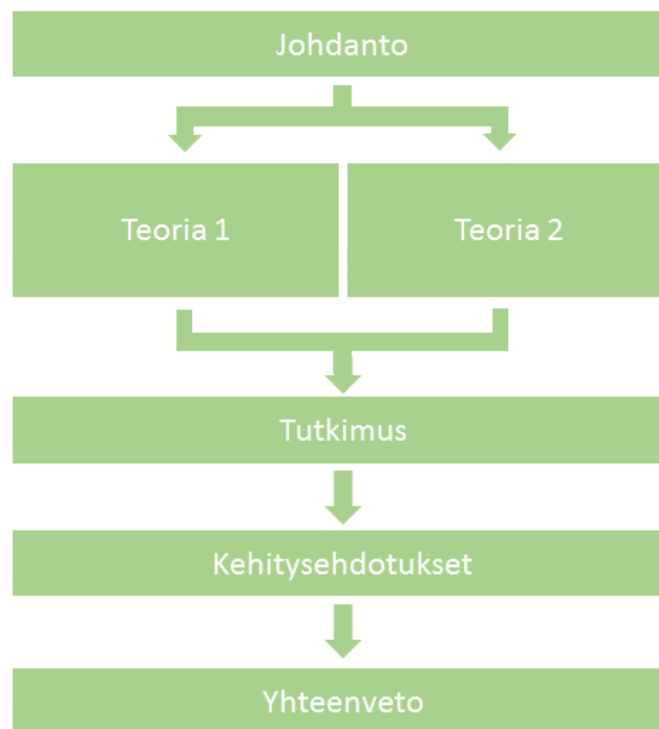 Johdanto
Teoria 1
Teoria 2
Tutkimus
Kehitysehdotukset
Yhteenveto